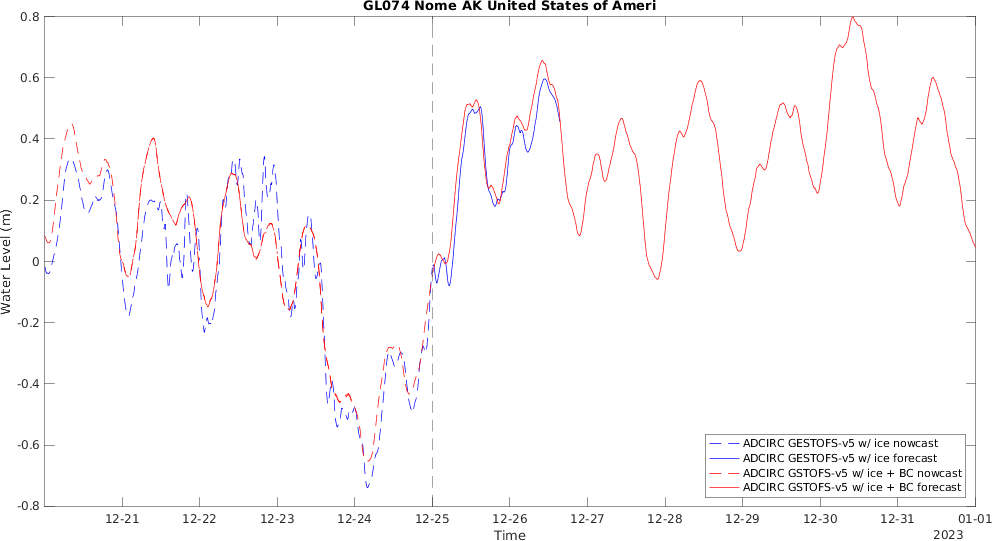 GL074 Nome AK United States of Ameri
Water Level (m)
0.8
0.6
0.4
0.2
0
-0.2
-0.4
-0.6
-0.8
ADCIRC GESTOFS-v5 w/ ice nowcast
ADCIRC GESTOFS-v5 w/ ice forecast
ADCIRC GSTOFS-v5 w/ ice + BC nowcast
ADCIRC GSTOFS-v5 w/ ice + BC forecast
12-21 12-22 12-23 12-24 12-25 12-26 12-27 12-28 12-29 12-30 12-31 01-01
Time
2023